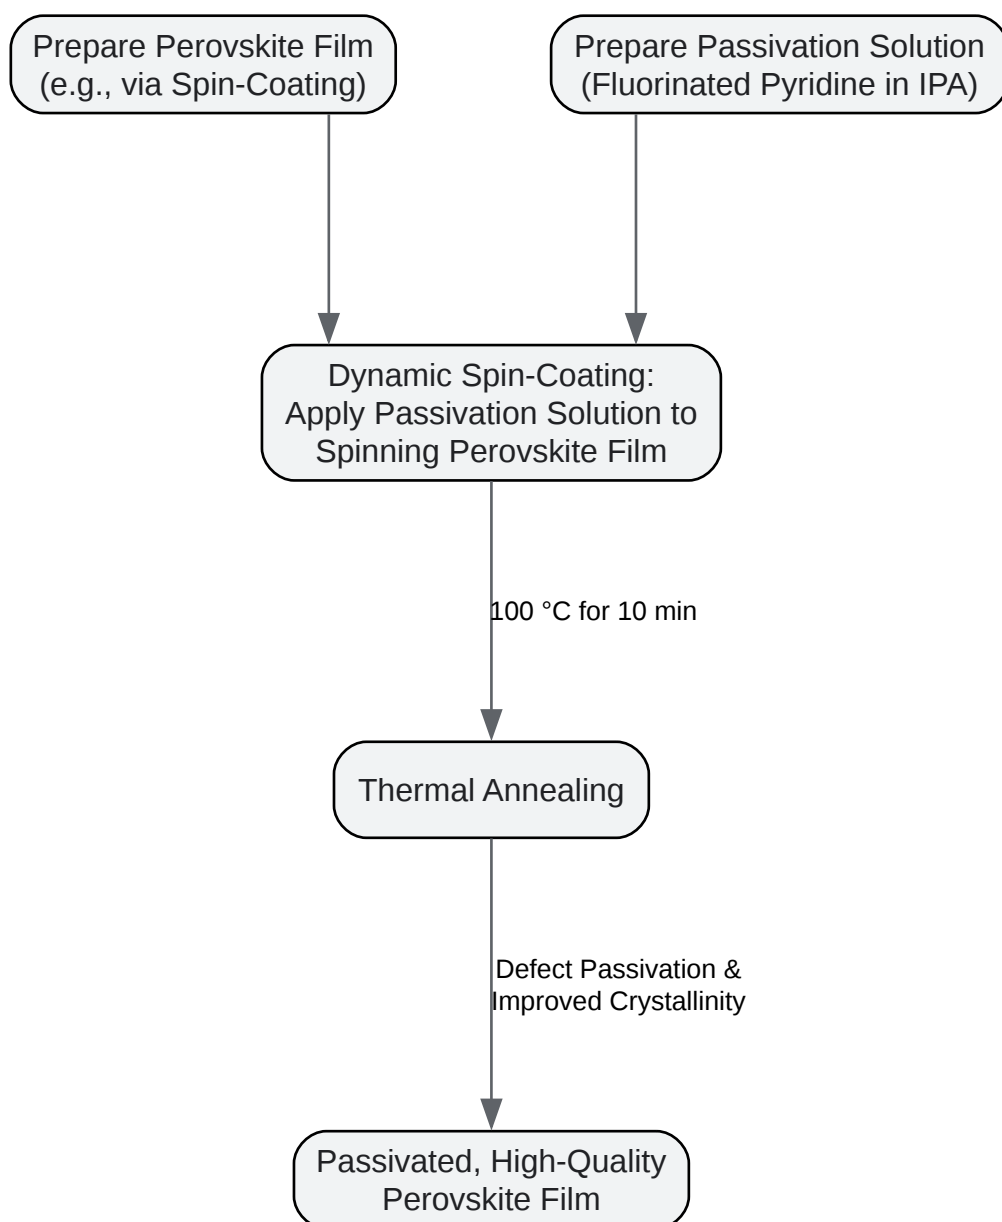 Prepare Perovskite Film
(e.g., via Spin-Coating)
Prepare Passivation Solution
(Fluorinated Pyridine in IPA)
Dynamic Spin-Coating:
Apply Passivation Solution to
Spinning Perovskite Film
100 °C for 10 min
Thermal Annealing
Defect Passivation &
Improved Crystallinity
Passivated, High-Quality
Perovskite Film